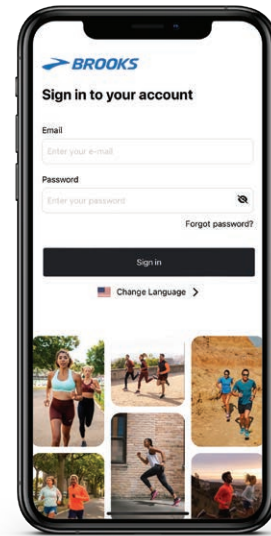 BROOKS
Sign in to your account
Email
Enter your e-mail
Password
Enter your password
Forgot password?
Sign in
Change Language